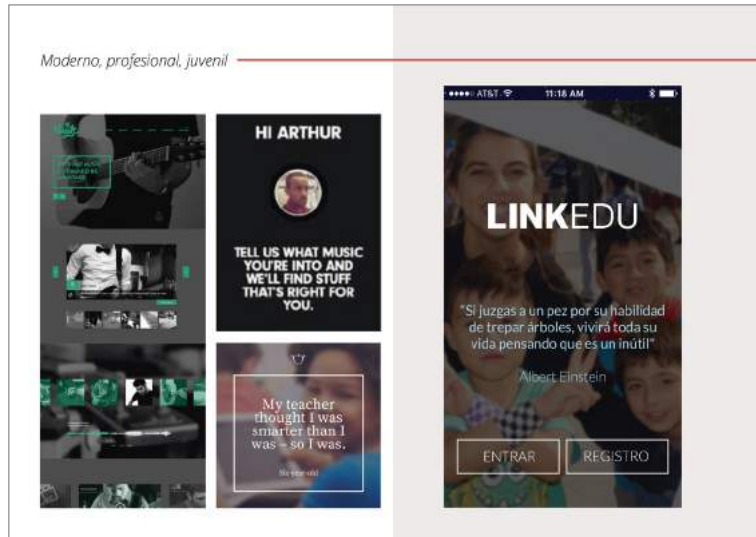 Moderno, profesional, juvenil
HI ARTHUR
TELL US WHAT MUSIC
YOU'RE INTO AND
WE'LL FIND STUFF
THAT'S RIGHT FOR
YOU.
My teacher
thought I was
smarter than I
was – so I was.
Six year-old
AT&T
11:18 AM
LINKEDU
"Si juzgas a un pez por su habilidad
de trepar árboles, vivirá toda su
vida pensando que es un inútil"
Albert Einstein
ENTRAR
REGISTRO